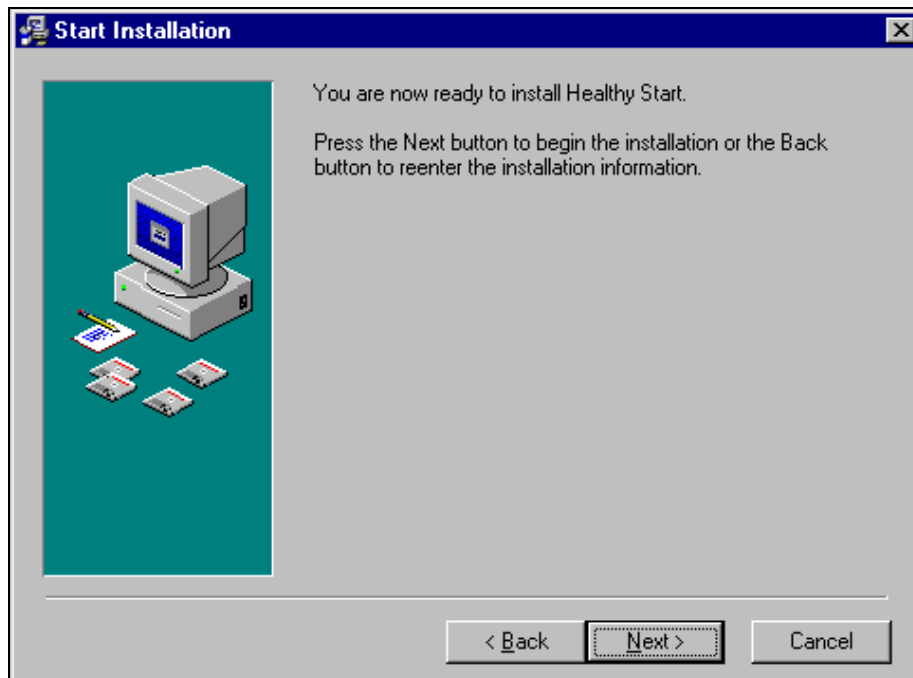 Start Installation
You are now ready to install Healthy Start.
Press the Next button to begin the installation or the Back
button to reenter the installation information.
< Back
Next >
Cancel